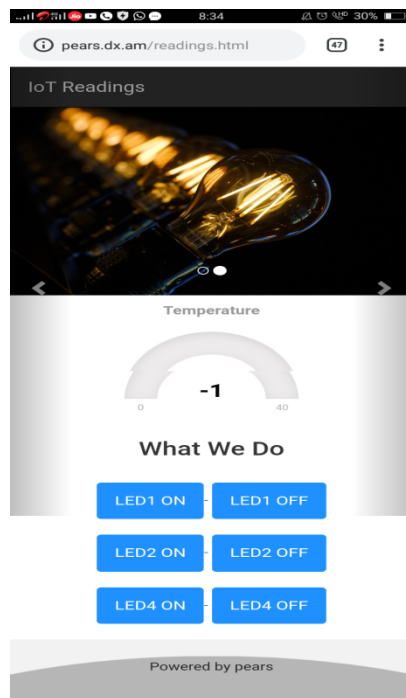 8:34
30%
pears.dx.am/readings.html
47
IoT Readings
Temperature
-1
0 40
What We Do
LED1 ON - LED1 OFF
LED2 ON - LED2 OFF
LED4 ON - LED4 OFF
Powered by pears